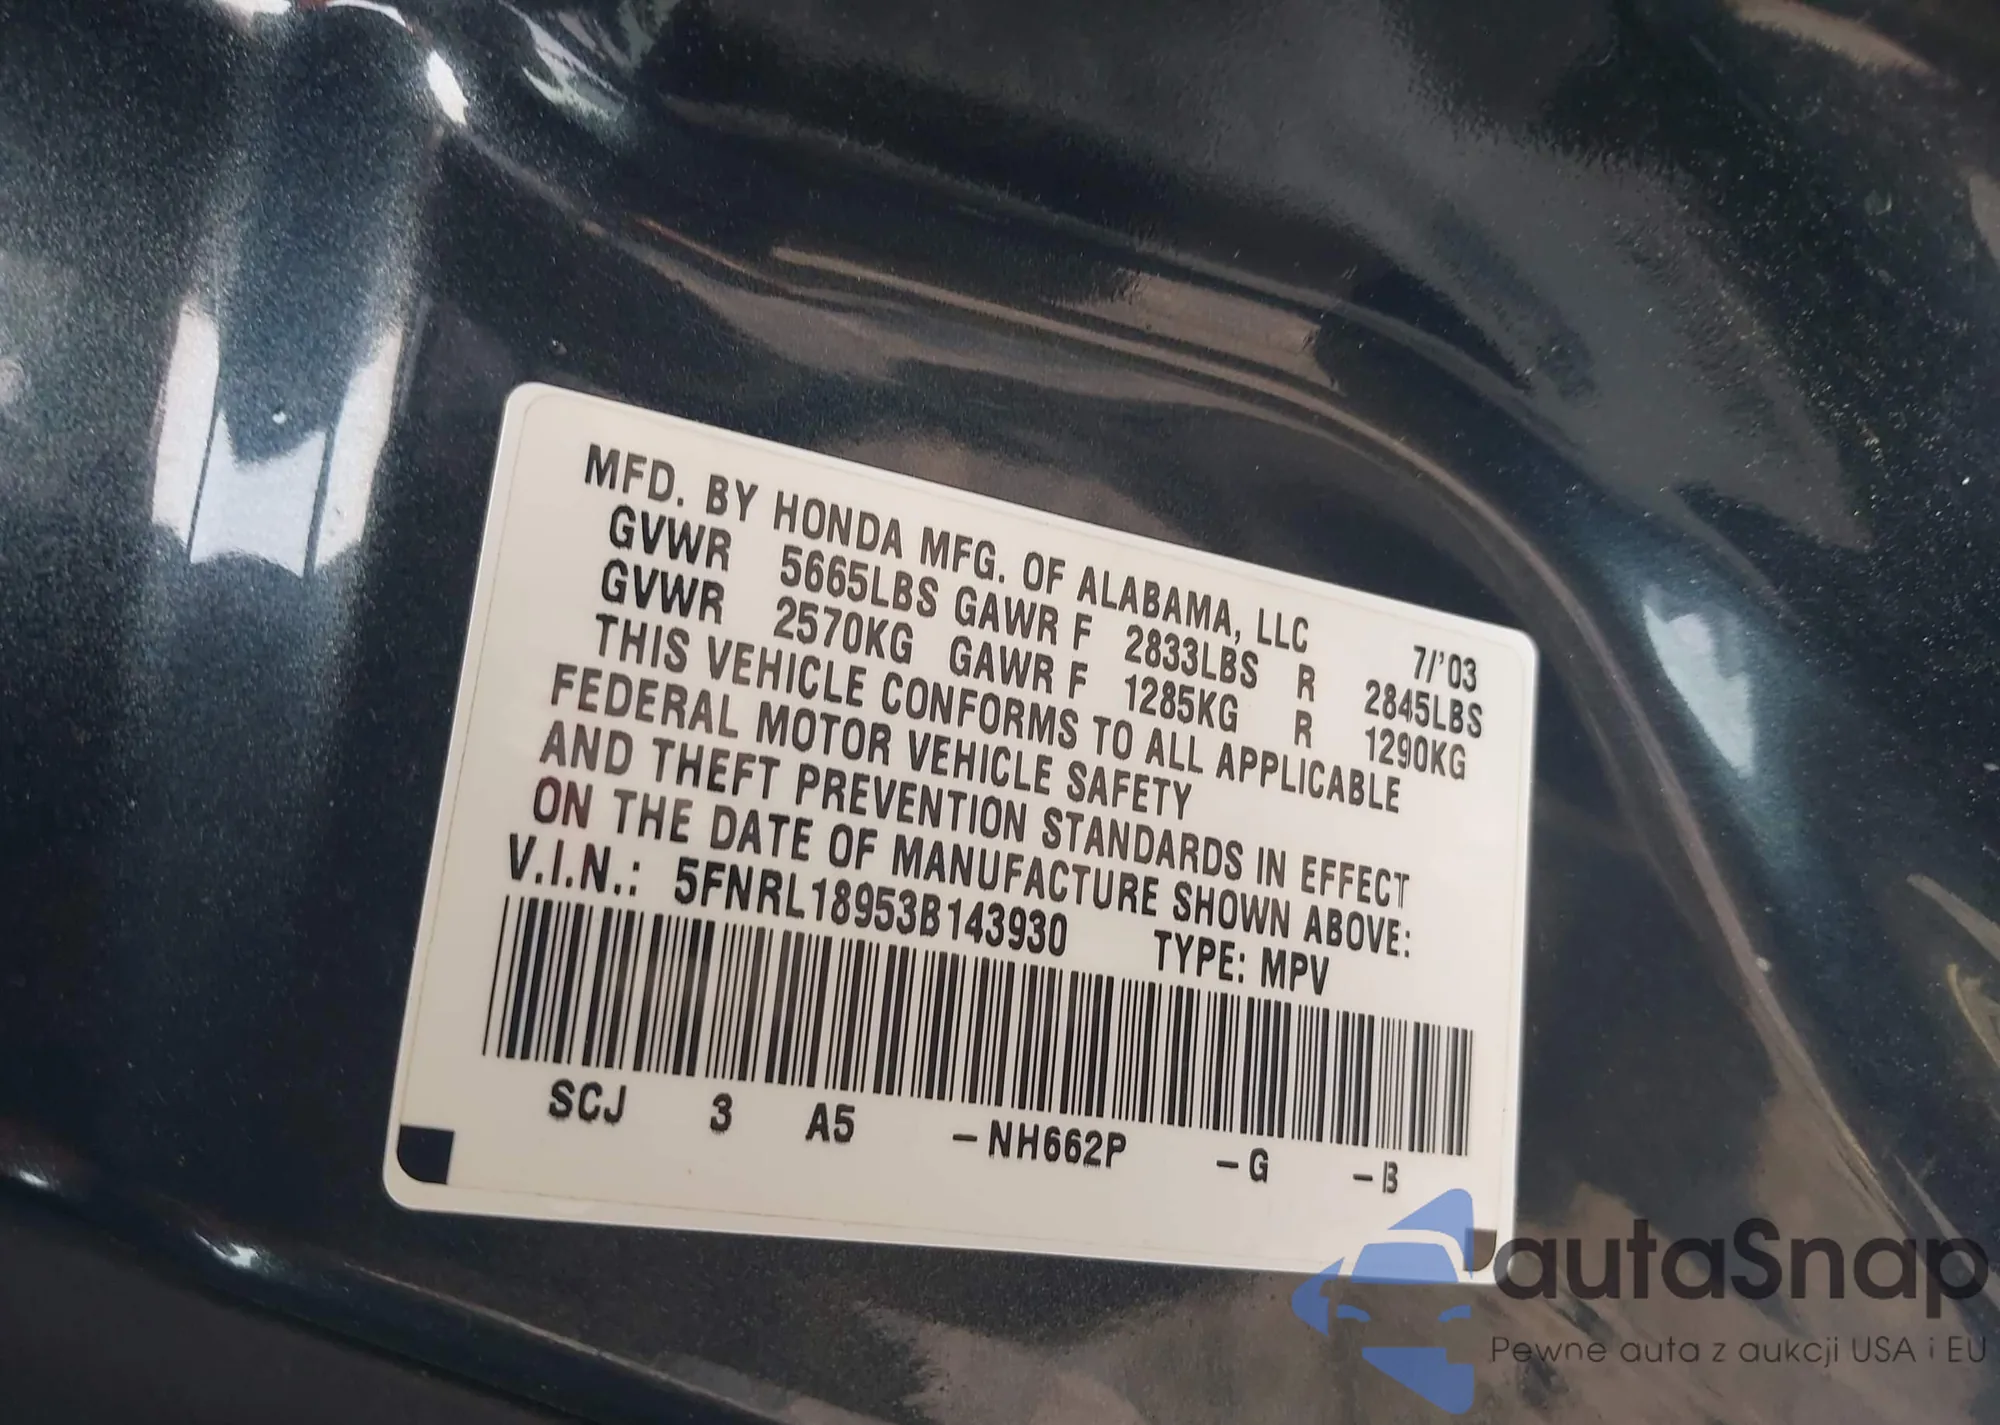 MFD. BY HONDA MFG. OF ALABAMA, LLC 7/'03
GVWR 5665LBS GAWR F 2833LBS R 2845LBS
GVWR 2570KG GAWR F 1285KG R 1290KG
THIS VEHICLE CONFORMS TO ALL APPLICABLE
FEDERAL MOTOR VEHICLE SAFETY
AND THEFT PREVENTION STANDARDS IN EFFECT
ON THE DATE OF MANUFACTURE SHOWN ABOVE:
V.I.N.: 5FNRL18953B143930 TYPE: MPV
SCJ 3 A5 -NH662P -G -B
autaSnap
Pewne auta z aukcji USA i EU